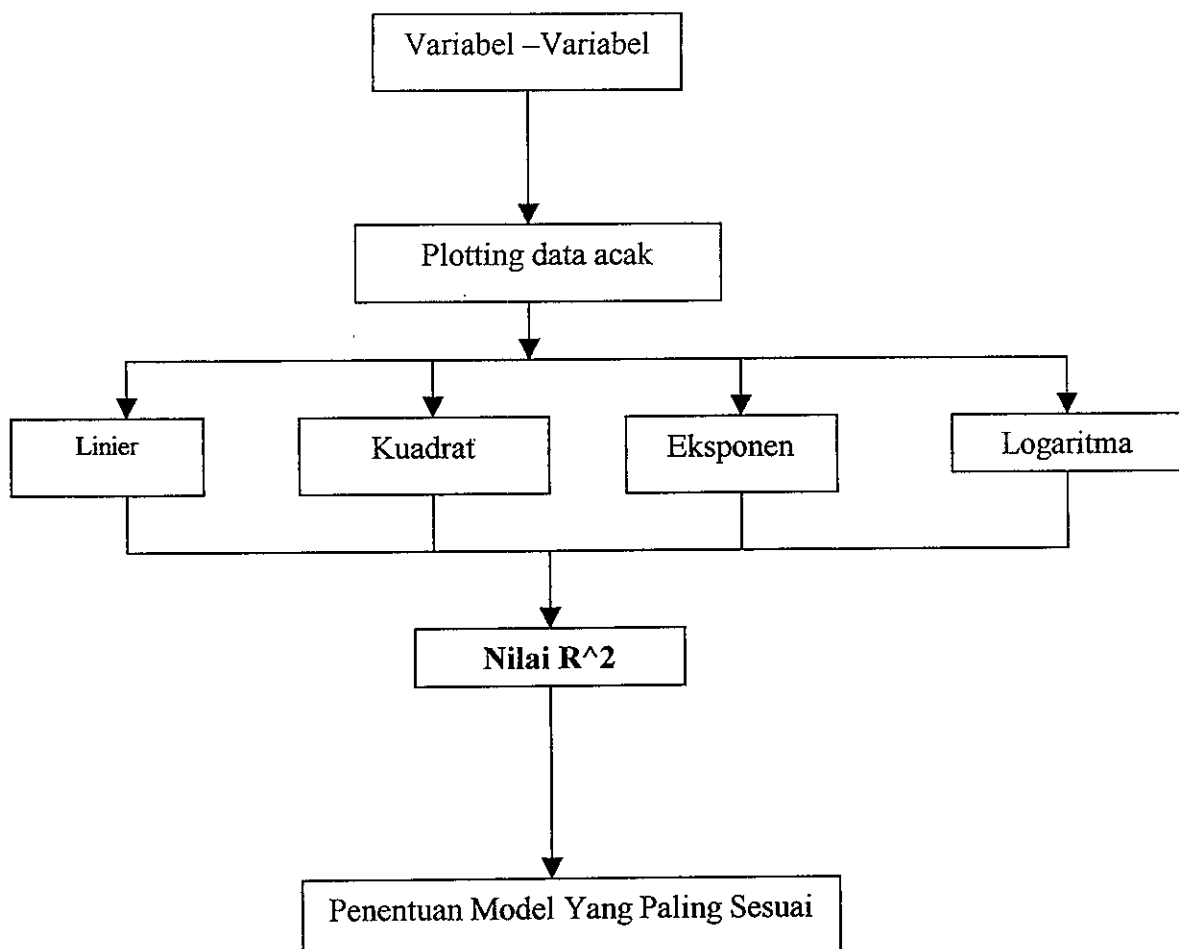 Variabel –Variabel
Plotting data acak
Linier
Kuadrat
Eksponen
Logaritma
Nilai R^2
Penentuan Model Yang Paling Sesuai